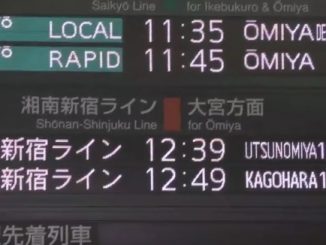 Saikyō Line for Ikebukuro & Ōmiya
LOCAL 11:35 ŌMIYA
RAPID 11:45 ŌMIYA
湘南新宿ライン 大宮方面
Shōnan-Shinjuku Line for Ōmiya
新宿ライン 12:39 UTSUNOMIYA 1
新宿ライン 12:49 KAGOHARA 1
先着列車